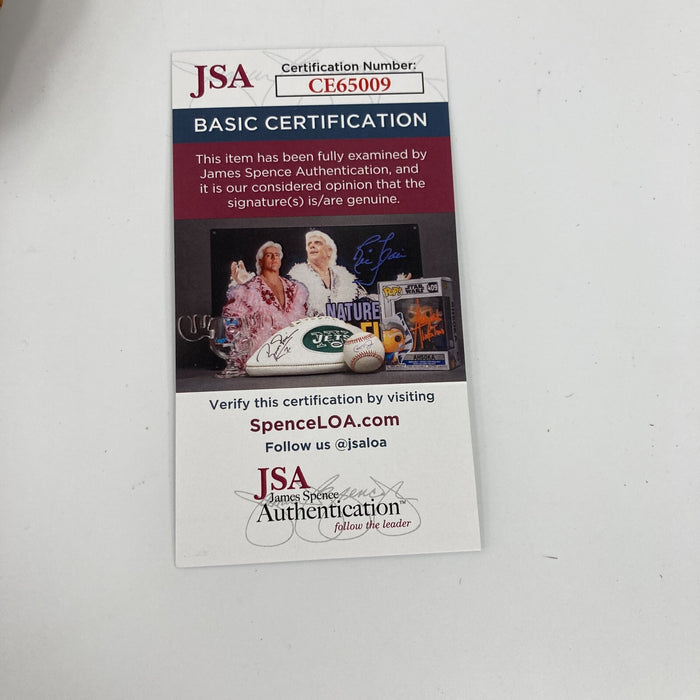 JSA
Certification Number:
CE65009
BASIC CERTIFICATION
This item has been fully examined by
James Spence Authentication, and
it is our considered opinion that the
signature(s) is/are genuine.
NATURE
JETS
POP!
STAR
WARS
409
AHSOKA
Verify this certification by visiting
SpenceLOA.com
Follow us @jsaloa
JSA
James Spence
Authentication™
follow the leader